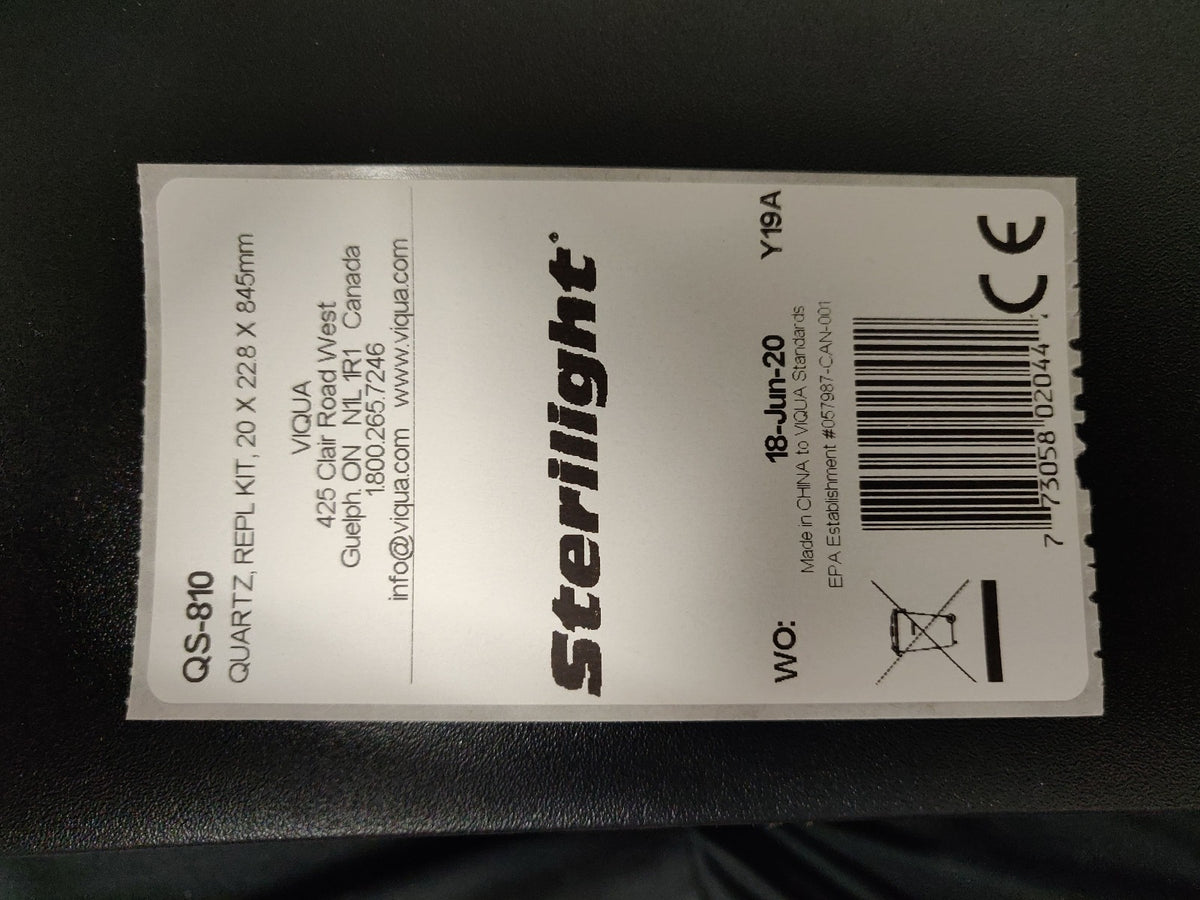 QS-810
QUARTZ, REPL KIT, 20 X 22.8 X 845mm
VIQUA
425 Clair Road West
Guelph, ON N1L 1R1 Canada
1.800.265.7246
info@viqua.com www.viqua.com
Sterilight®
WO: 18-Jun-20 Y19A
Made in CHINA to VIQUA Standards
EPA Establishment #057987-CAN-001
CE
7 73058 02044